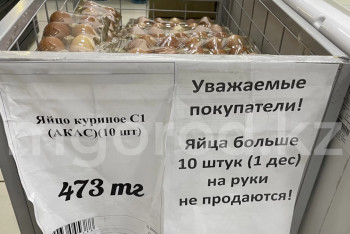 Яйцо куриное С1
(АКАС)(10 шт)
473 тг
Уважаемые
покупатели!
Яйца больше
10 штук (1 дес)
на руки
не продаются!
mgorod.kz